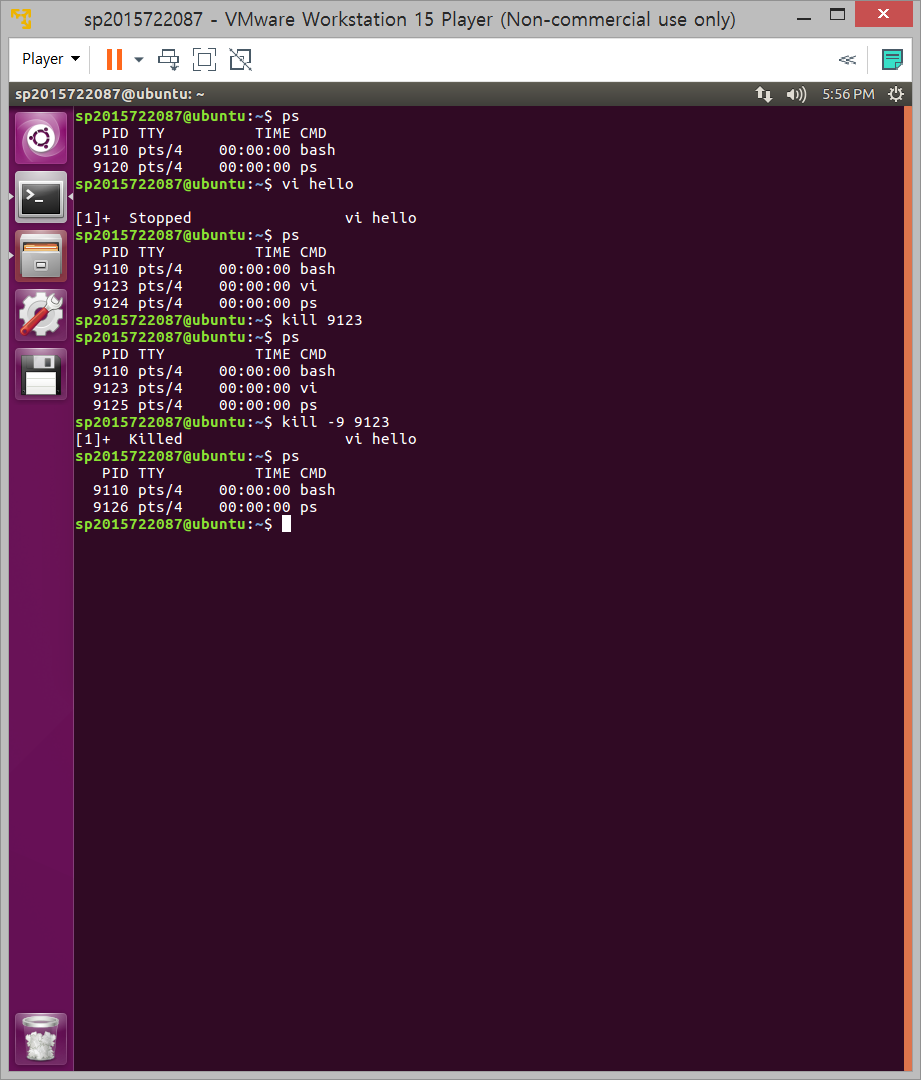 sp2015722087 - VMware Workstation 15 Player (Non-commercial use only)
Player
sp2015722087@ubuntu: ~
5:56 PM
sp2015722087@ubuntu:~$ ps
   PID TTY          TIME CMD
  9110 pts/4    00:00:00 bash
  9120 pts/4    00:00:00 ps
sp2015722087@ubuntu:~$ vi hello

[1]+  Stopped                 vi hello
sp2015722087@ubuntu:~$ ps
   PID TTY          TIME CMD
  9110 pts/4    00:00:00 bash
  9123 pts/4    00:00:00 vi
  9124 pts/4    00:00:00 ps
sp2015722087@ubuntu:~$ kill 9123
sp2015722087@ubuntu:~$ ps
   PID TTY          TIME CMD
  9110 pts/4    00:00:00 bash
  9123 pts/4    00:00:00 vi
  9125 pts/4    00:00:00 ps
sp2015722087@ubuntu:~$ kill -9 9123
[1]+  Killed                  vi hello
sp2015722087@ubuntu:~$ ps
   PID TTY          TIME CMD
  9110 pts/4    00:00:00 bash
  9126 pts/4    00:00:00 ps
sp2015722087@ubuntu:~$